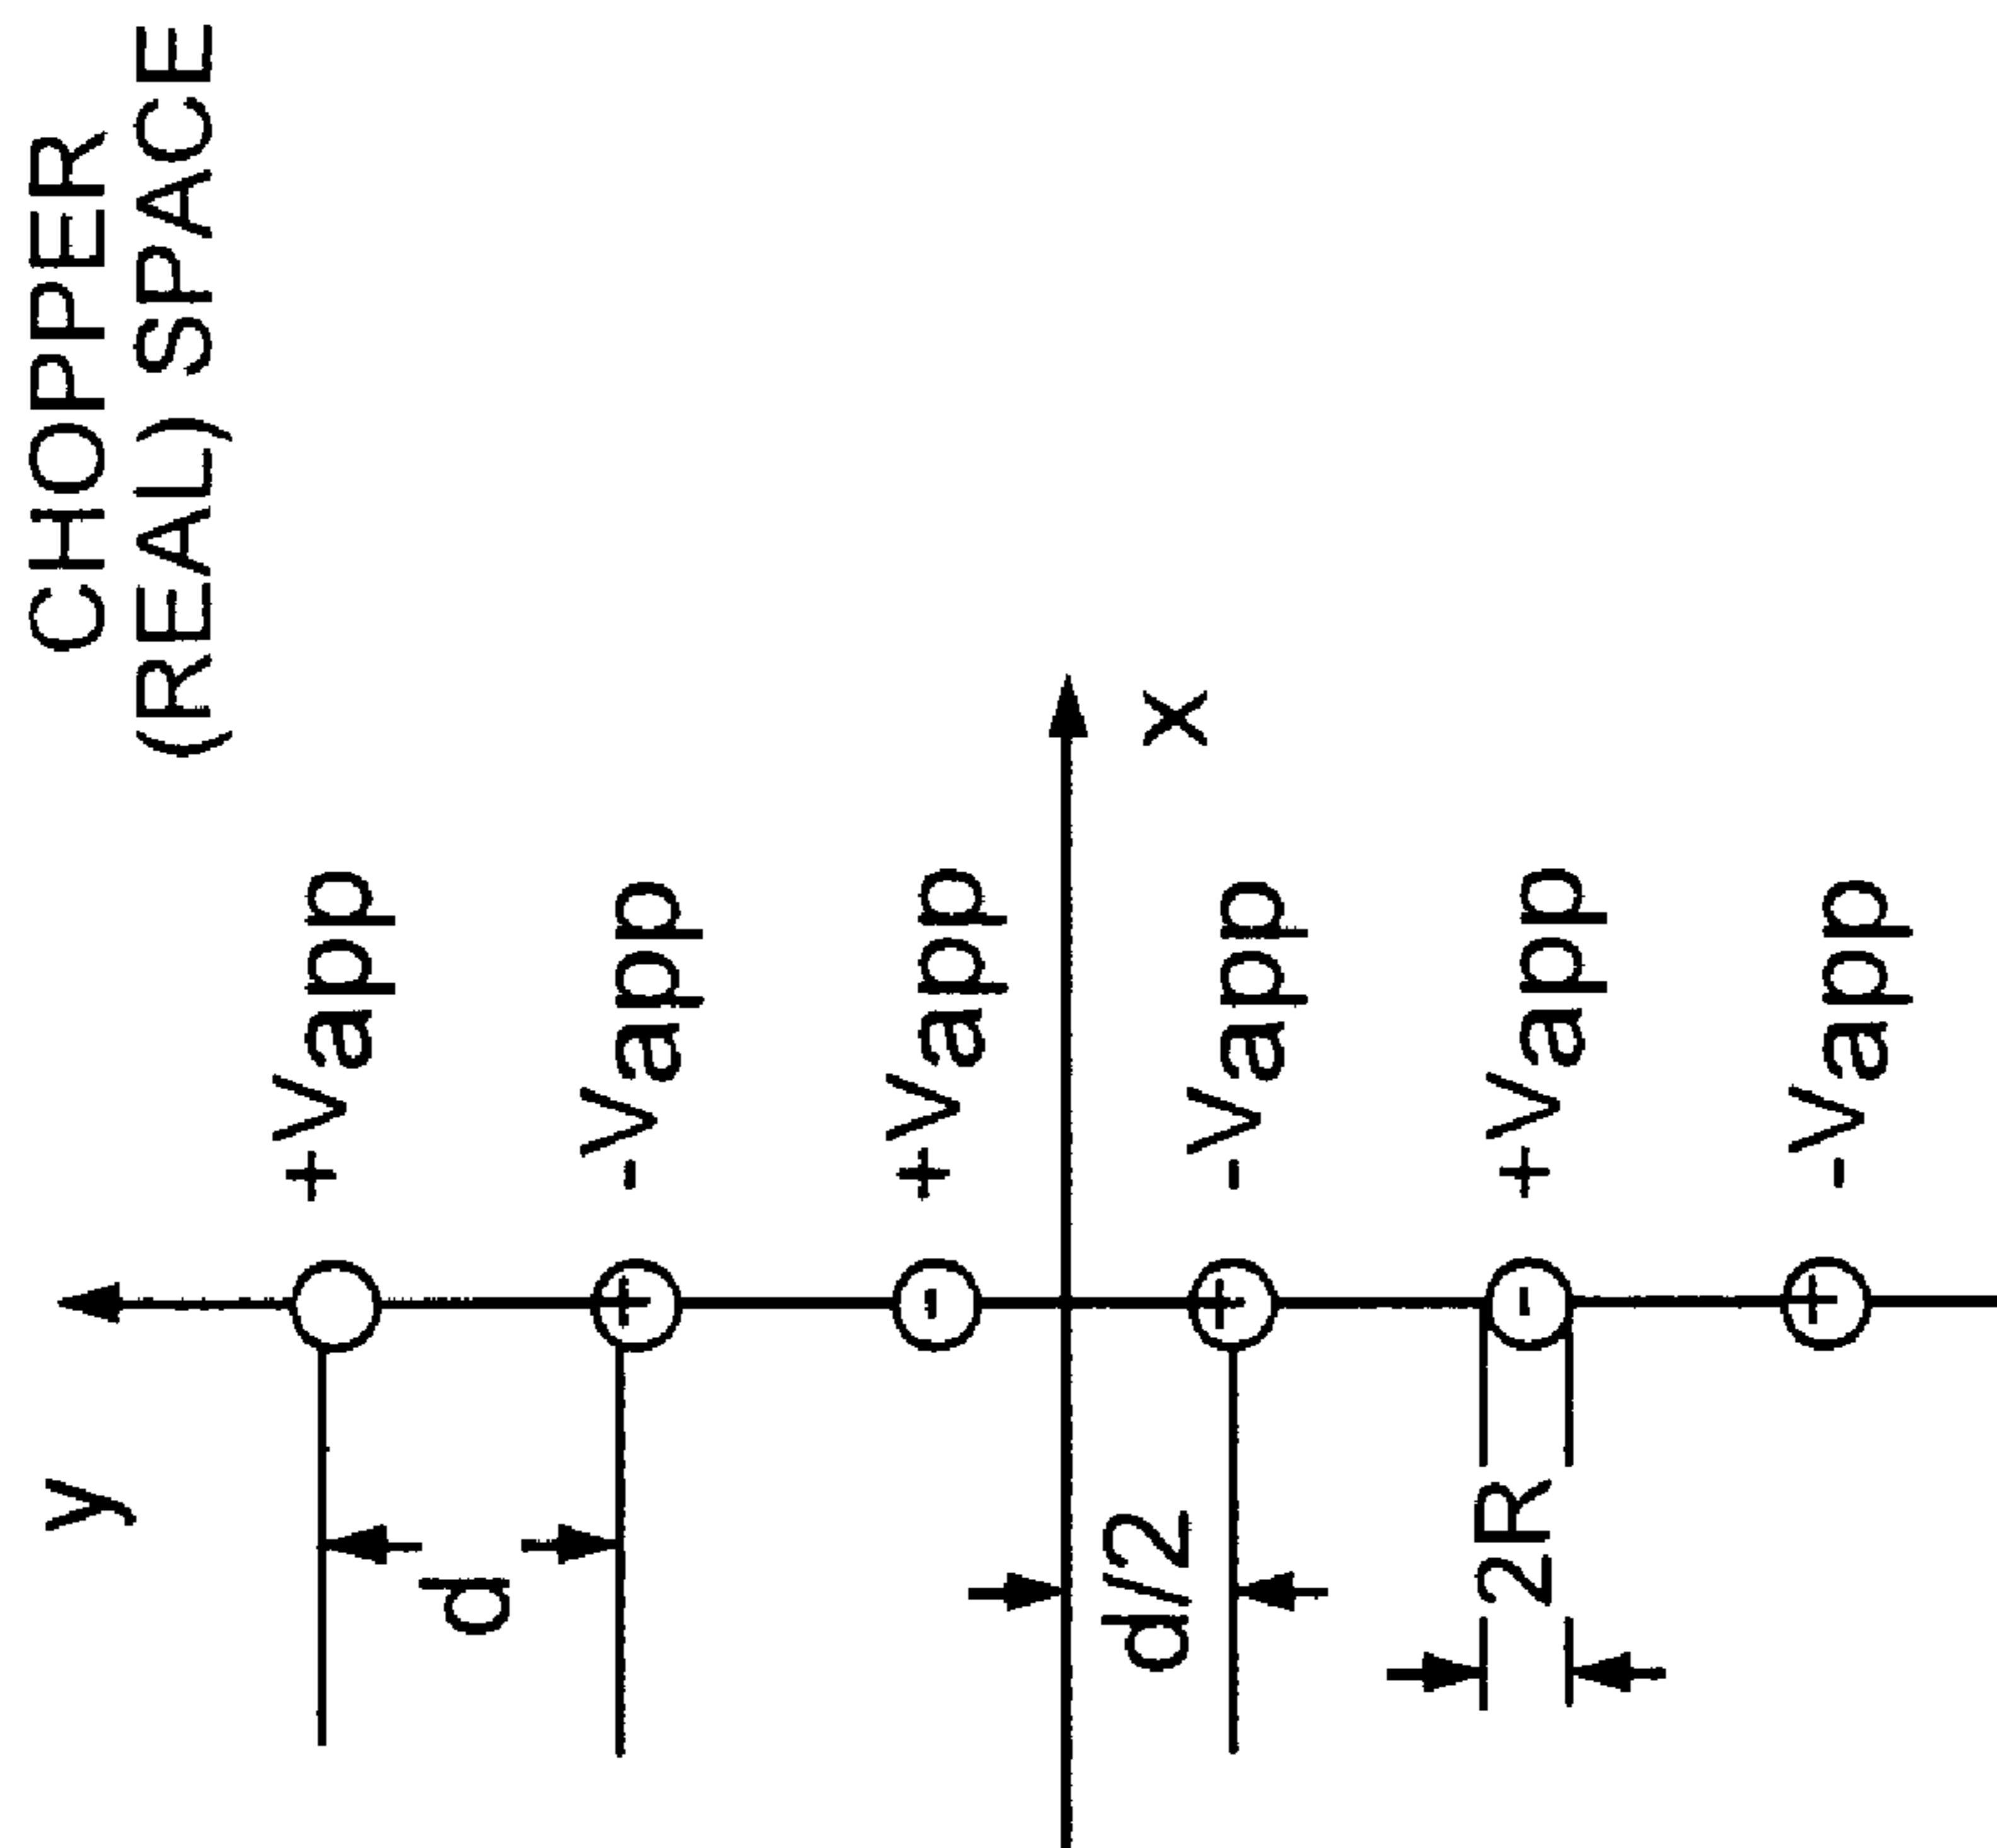 CHOPPER
(REAL) SPACE
y
+Vapp
d
+ -Vapp
- +Vapp
x
d/2
+ -Vapp
2R - +Vapp
+ -Vapp